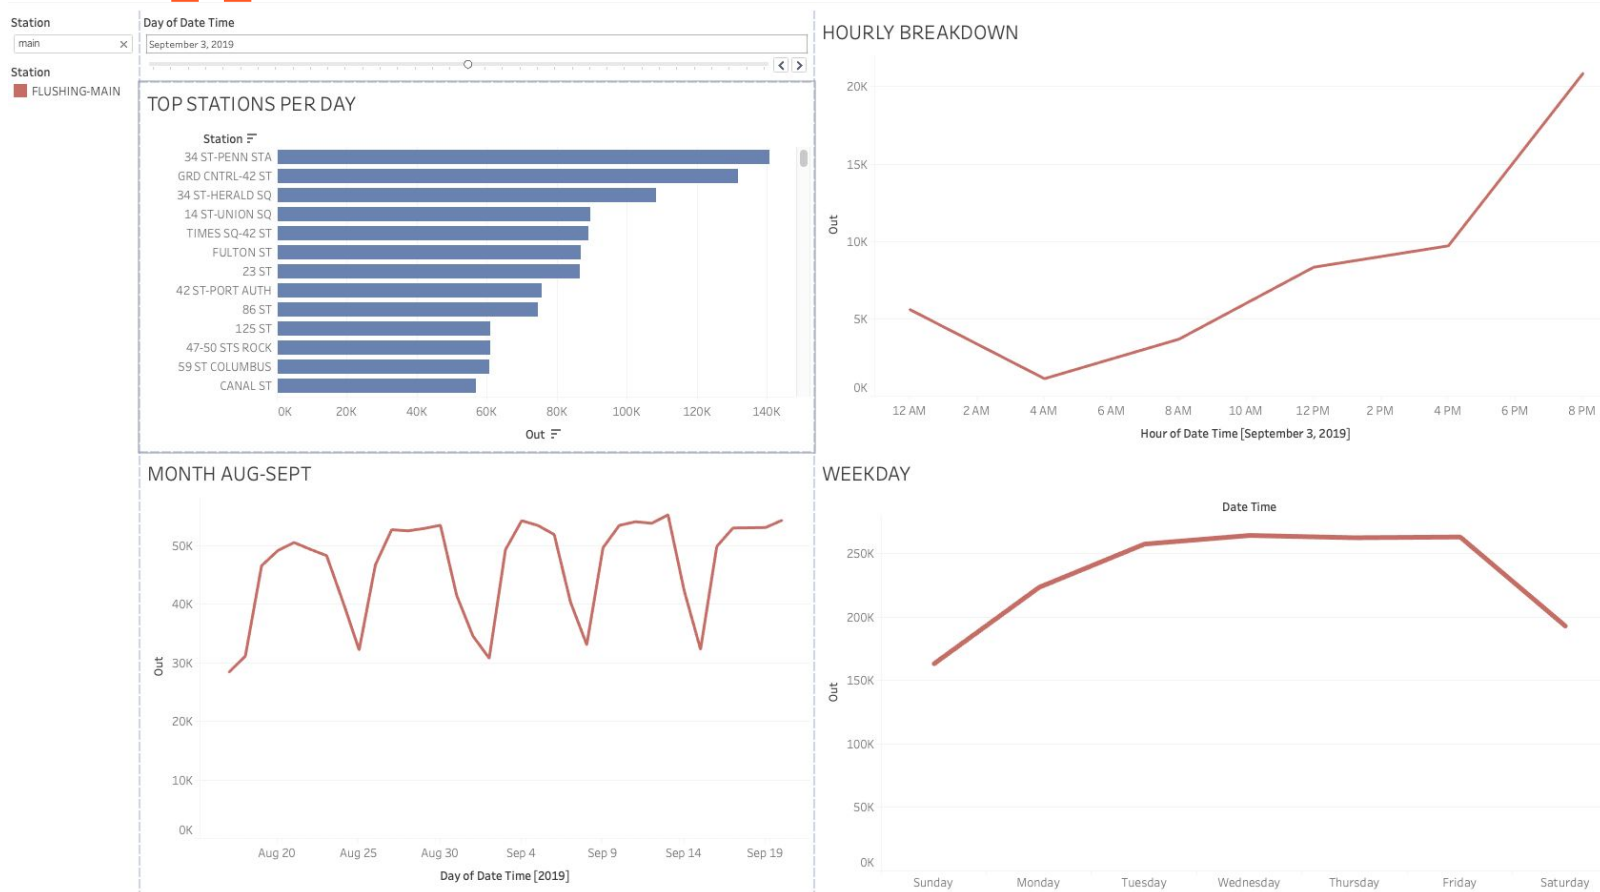 Station
main
Station
FLUSHING-MAIN
Day of Date Time
September 3, 2019
TOP STATIONS PER DAY
Station
34 ST-PENN STA
GRD CNTRL-42 ST
34 ST-HERALD SQ
14 ST-UNION SQ
TIMES SQ-42 ST
FULTON ST
23 ST
42 ST-PORT AUTH
86 ST
125 ST
47-50 STS ROCK
59 ST COLUMBUS
CANAL ST
0K 20K 40K 60K 80K 100K 120K 140K
Out
HOURLY BREAKDOWN
20K
15K
10K
5K
0K
Out
12 AM 2 AM 4 AM 6 AM 8 AM 10 AM 12 PM 2 PM 4 PM 6 PM 8 PM
Hour of Date Time [September 3, 2019]
MONTH AUG-SEPT
50K
40K
30K
20K
10K
0K
Out
Aug 20 Aug 25 Aug 30 Sep 4 Sep 9 Sep 14 Sep 19
Day of Date Time [2019]
WEEKDAY
Date Time
250K
200K
150K
100K
50K
0K
Out
Sunday Monday Tuesday Wednesday Thursday Friday Saturday